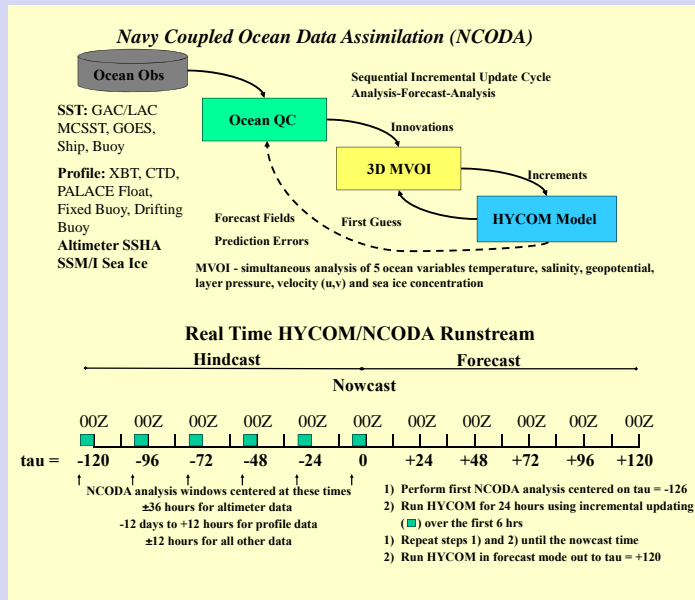 Navy Coupled Ocean Data Assimilation (NCODA)
Ocean Obs
Sequential Incremental Update Cycle
Analysis-Forecast-Analysis
SST: GAC/LAC
MCSST, GOES,
Ship, Buoy
Ocean QC
Innovations
3D MVOI
Increments
Profile: XBT, CTD,
PALACE Float,
Fixed Buoy, Drifting
Buoy
Altimeter SSHA
SSM/I Sea Ice
Forecast Fields
Prediction Errors
First Guess
HYCOM Model
MVOI - simultaneous analysis of 5 ocean variables temperature, salinity, geopotential,
layer pressure, velocity (u,v) and sea ice concentration
Real Time HYCOM/NCODA Runstream
Hindcast Forecast
Nowcast
00Z 00Z 00Z 00Z 00Z 00Z 00Z 00Z 00Z 00Z 00Z
tau = -120 -96 -72 -48 -24 0 +24 +48 +72 +96 +120
NCODA analysis windows centered at these times
±36 hours for altimeter data
-12 days to +12 hours for profile data
±12 hours for all other data
1) Perform first NCODA analysis centered on tau = -126
2) Run HYCOM for 24 hours using incremental updating
( ) over the first 6 hrs
1) Repeat steps 1) and 2) until the nowcast time
2) Run HYCOM in forecast mode out to tau = +120